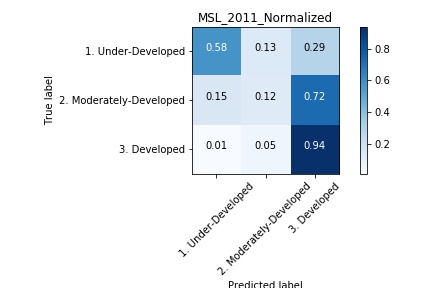 MSL_2011_Normalized
1. Under-Developed 0.58 0.13 0.29
2. Moderately-Developed 0.15 0.12 0.72
3. Developed 0.01 0.05 0.94
True label
0.8
0.6
0.4
0.2
1. Under-Developed
2. Moderately-Developed
3. Developed
Predicted label